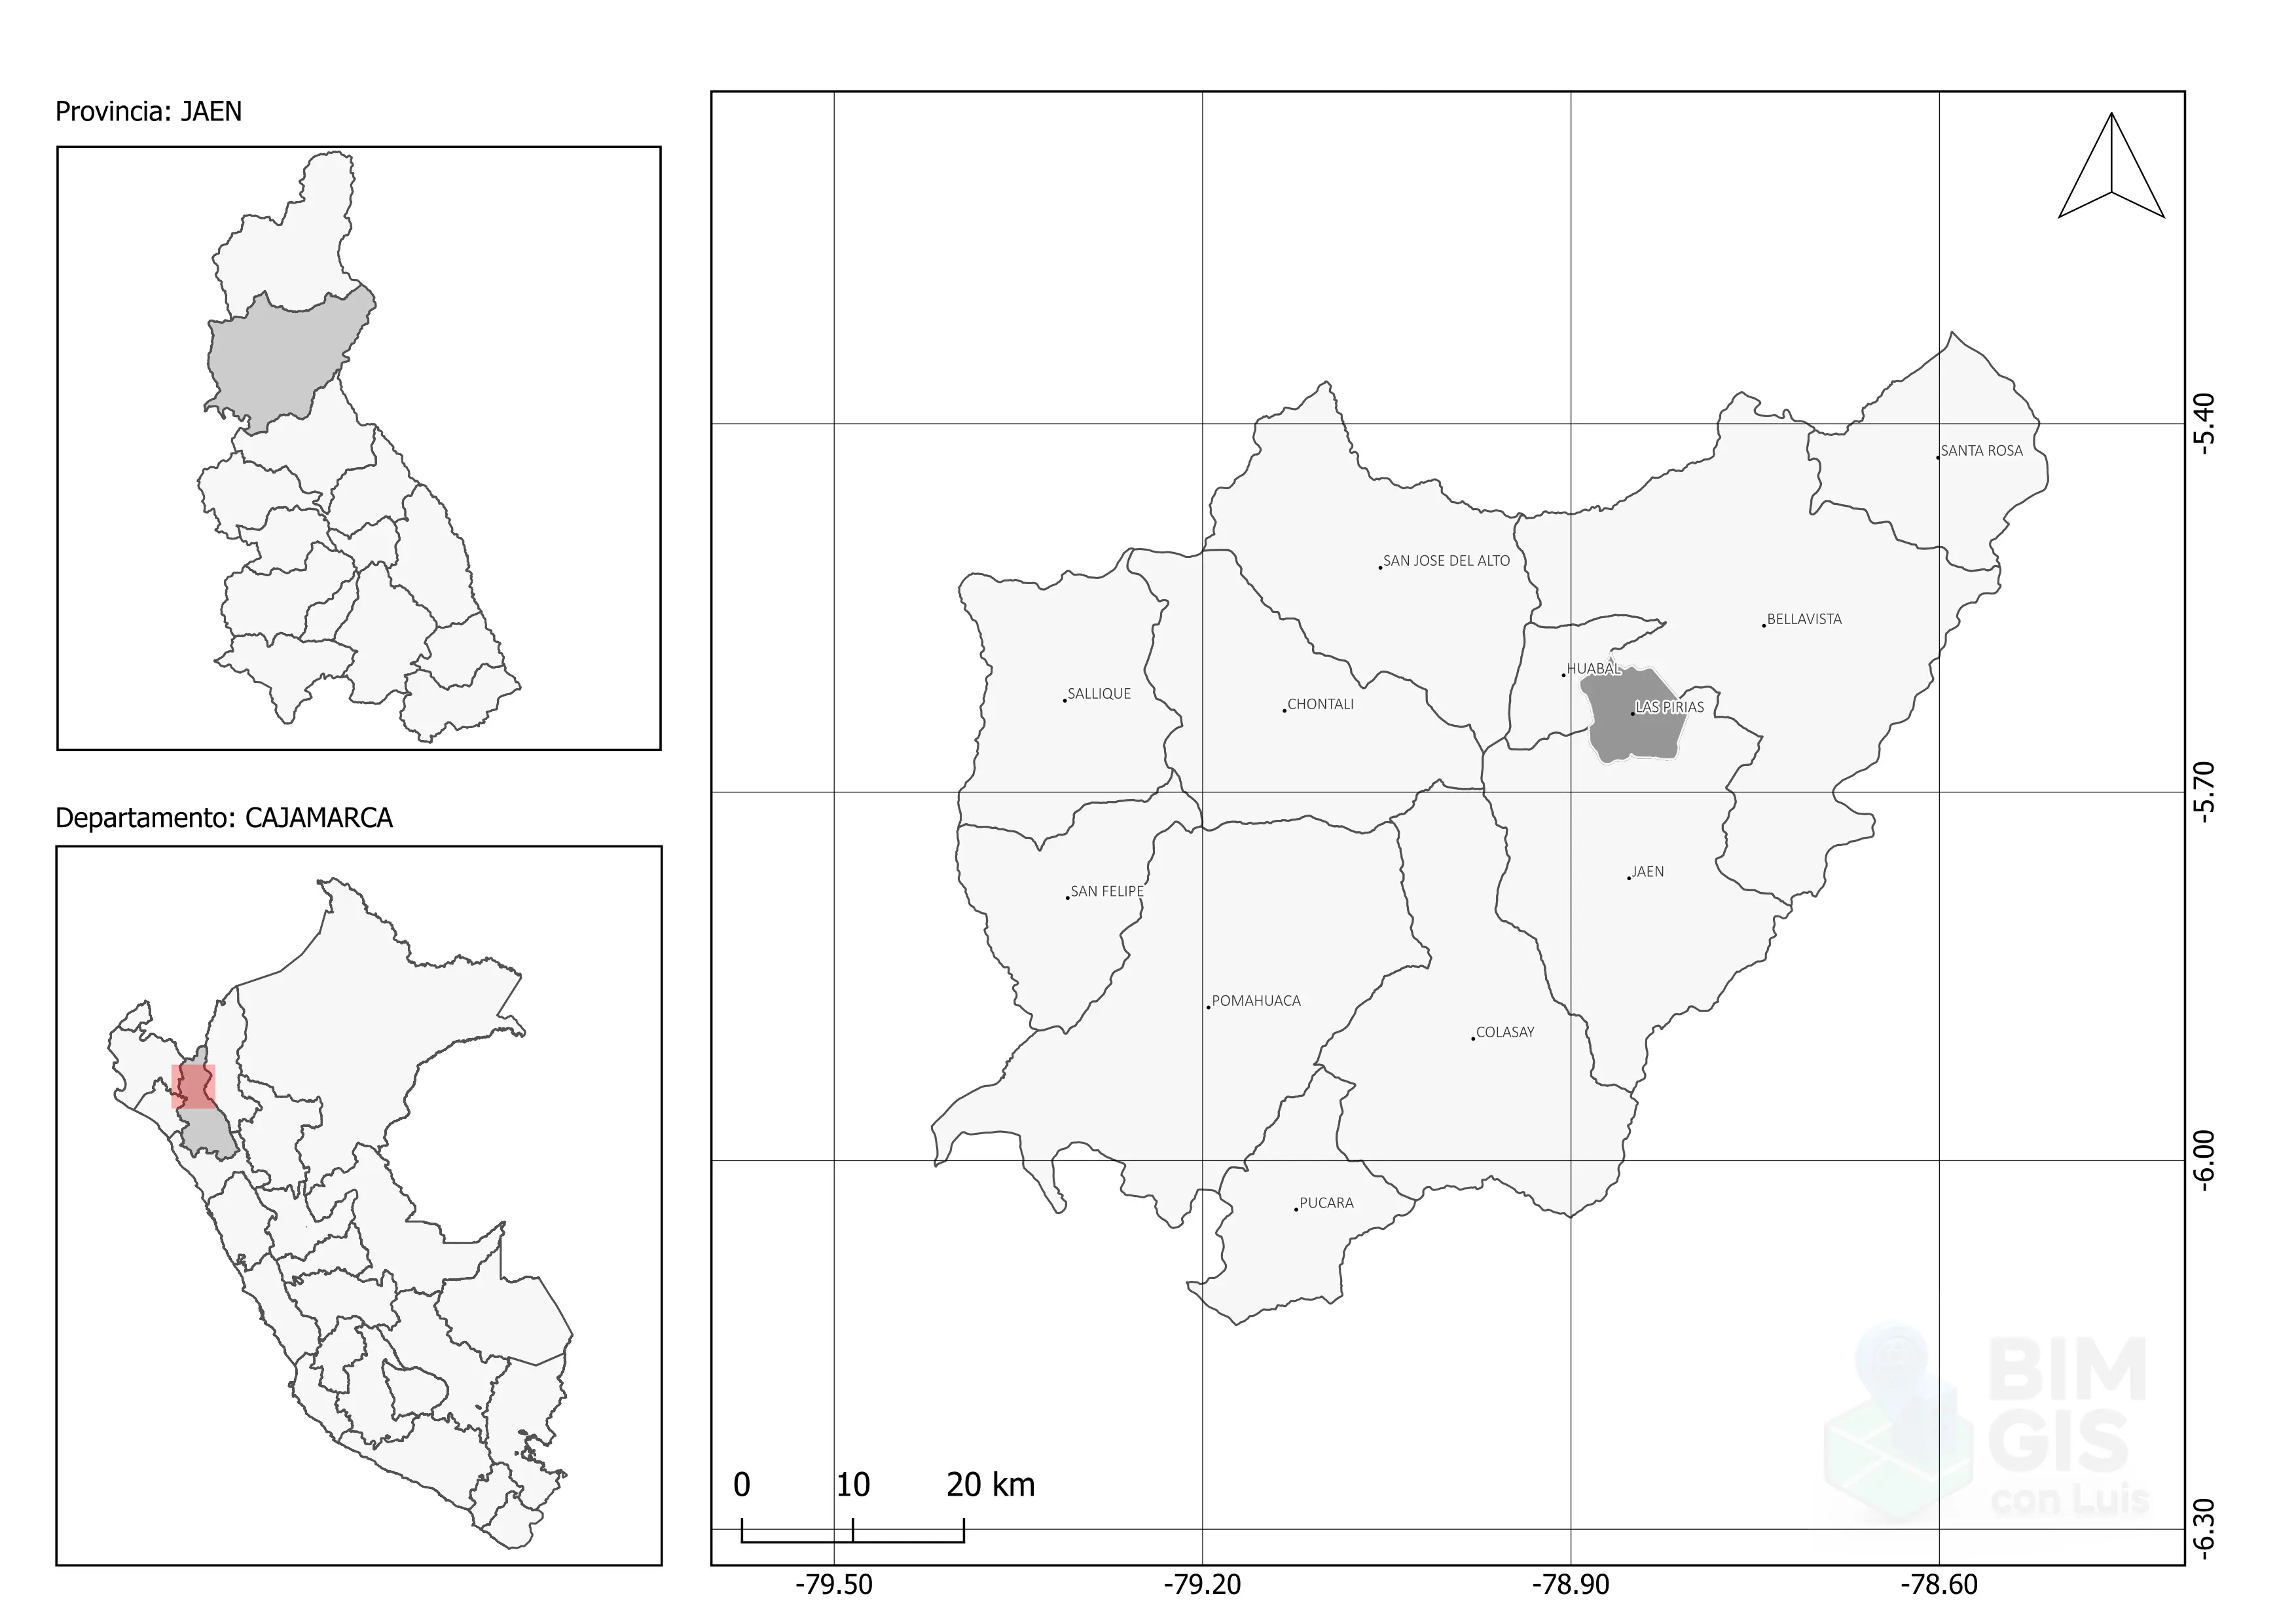 Provincia: JAEN
Departamento: CAJAMARCA
SANTA ROSA
SAN JOSE DEL ALTO
BELLAVISTA
HUABAL
SALLIQUE
CHONTALI
LAS PIRIAS
JAEN
SAN FELIPE
POMAHUACA
COLASAY
PUCARA
-5.40
-5.70
-6.00
-6.30
0 10 20 km
-79.50 -79.20 -78.90 -78.60
BIM
GIS
con Luis